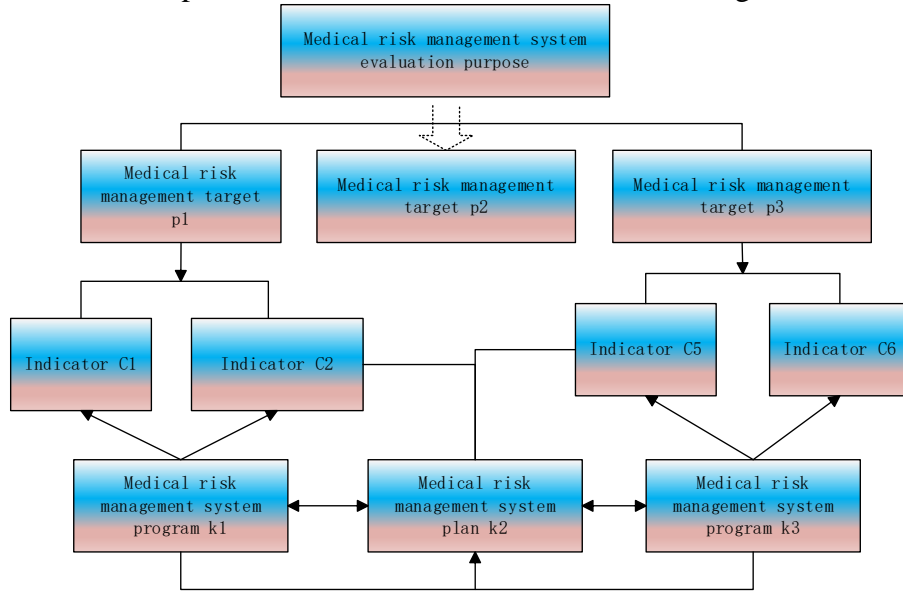 Medical risk management system
evaluation purpose
Medical risk
management target
p1
Medical risk management
target p2
Medical risk management
target p3
Indicator C1
Indicator C2
Indicator C5
Indicator C6
Medical risk
management system
program k1
Medical risk
management system
plan k2
Medical risk
management system
program k3